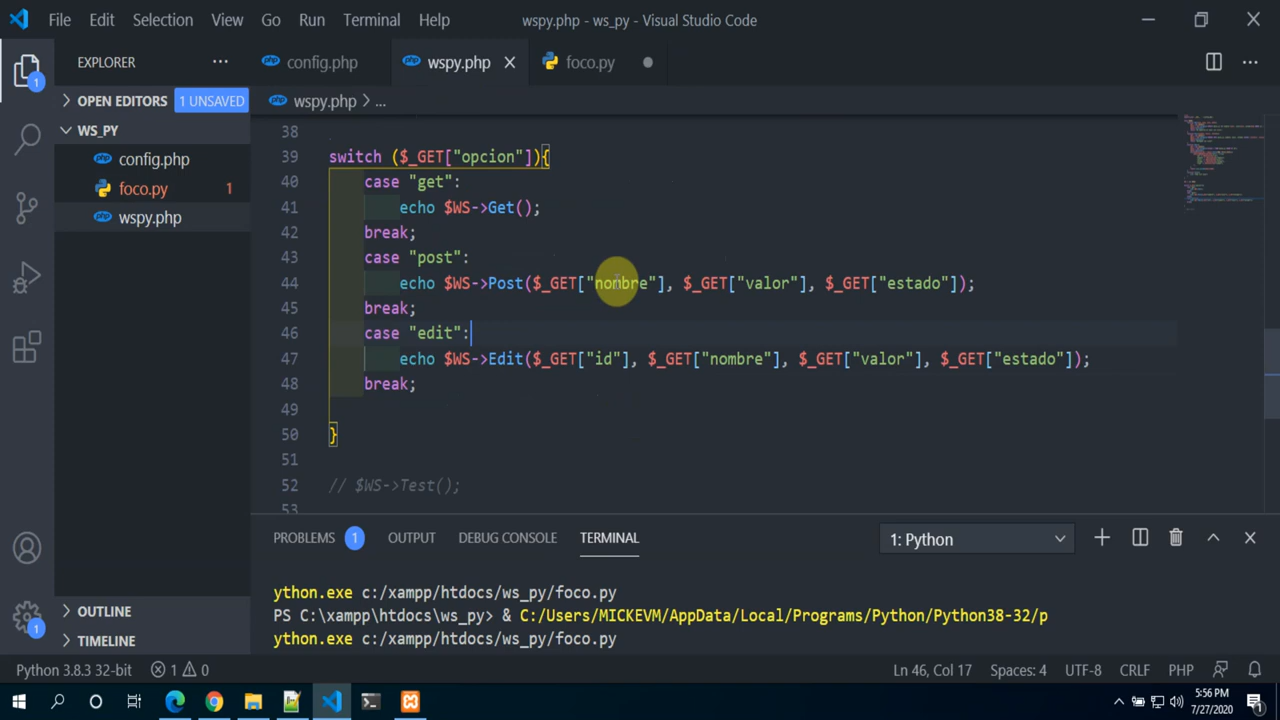 File Edit Selection View Go Run Terminal Help wspy.php - ws_py - Visual Studio Code
EXPLORER ... config.php wspy.php foco.py
OPEN EDITORS 1 UNSAVED
wspy.php > ...
WS_PY
config.php
foco.py 1
wspy.php
38
39 switch ($_GET["opcion"]){
40 case "get":
41 echo $WS->Get();
42 break;
43 case "post":
44 echo $WS->Post($_GET["nombre"], $_GET["valor"], $_GET["estado"]);
45 break;
46 case "edit":
47 echo $WS->Edit($_GET["id"], $_GET["nombre"], $_GET["valor"], $_GET["estado"]);
48 break;
49
50 }
51
52 // $WS->Test();
53
1
PROBLEMS 1 OUTPUT DEBUG CONSOLE TERMINAL 1: Python
ython.exe c:/xampp/htdocs/ws_py/foco.py
PS C:\xampp\htdocs\ws_py> & C:/Users/MICKEVM/AppData/Local/Programs/Python/Python38-32/p
ython.exe c:/xampp/htdocs/ws_py/foco.py
OUTLINE
TIMELINE
1
Python 3.8.3 32-bit 1 0 Ln 46, Col 17 Spaces: 4 UTF-8 CRLF PHP
5:56 PM
7/27/2020
1